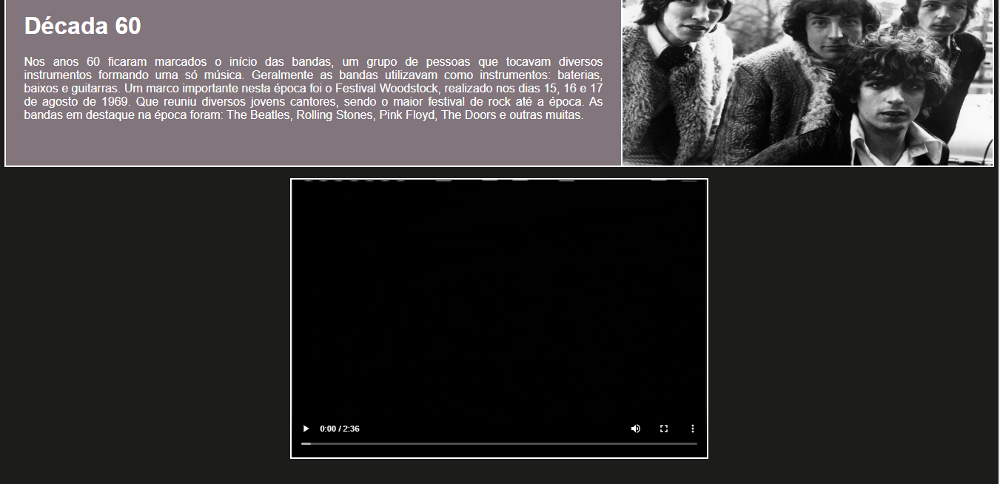 Década 60
Nos anos 60 ficaram marcados o início das bandas, um grupo de pessoas que tocavam diversos
instrumentos formando uma só música. Geralmente as bandas utilizavam como instrumentos: baterias,
baixos e guitarras. Um marco importante nesta época foi o Festival Woodstock, realizado nos dias 15, 16 e 17
de agosto de 1969. Que reuniu diversos jovens cantores, sendo o maior festival de rock até a época. As
bandas em destaque na época foram: The Beatles, Rolling Stones, Pink Floyd, The Doors e outras muitas.
0:00 / 2:36